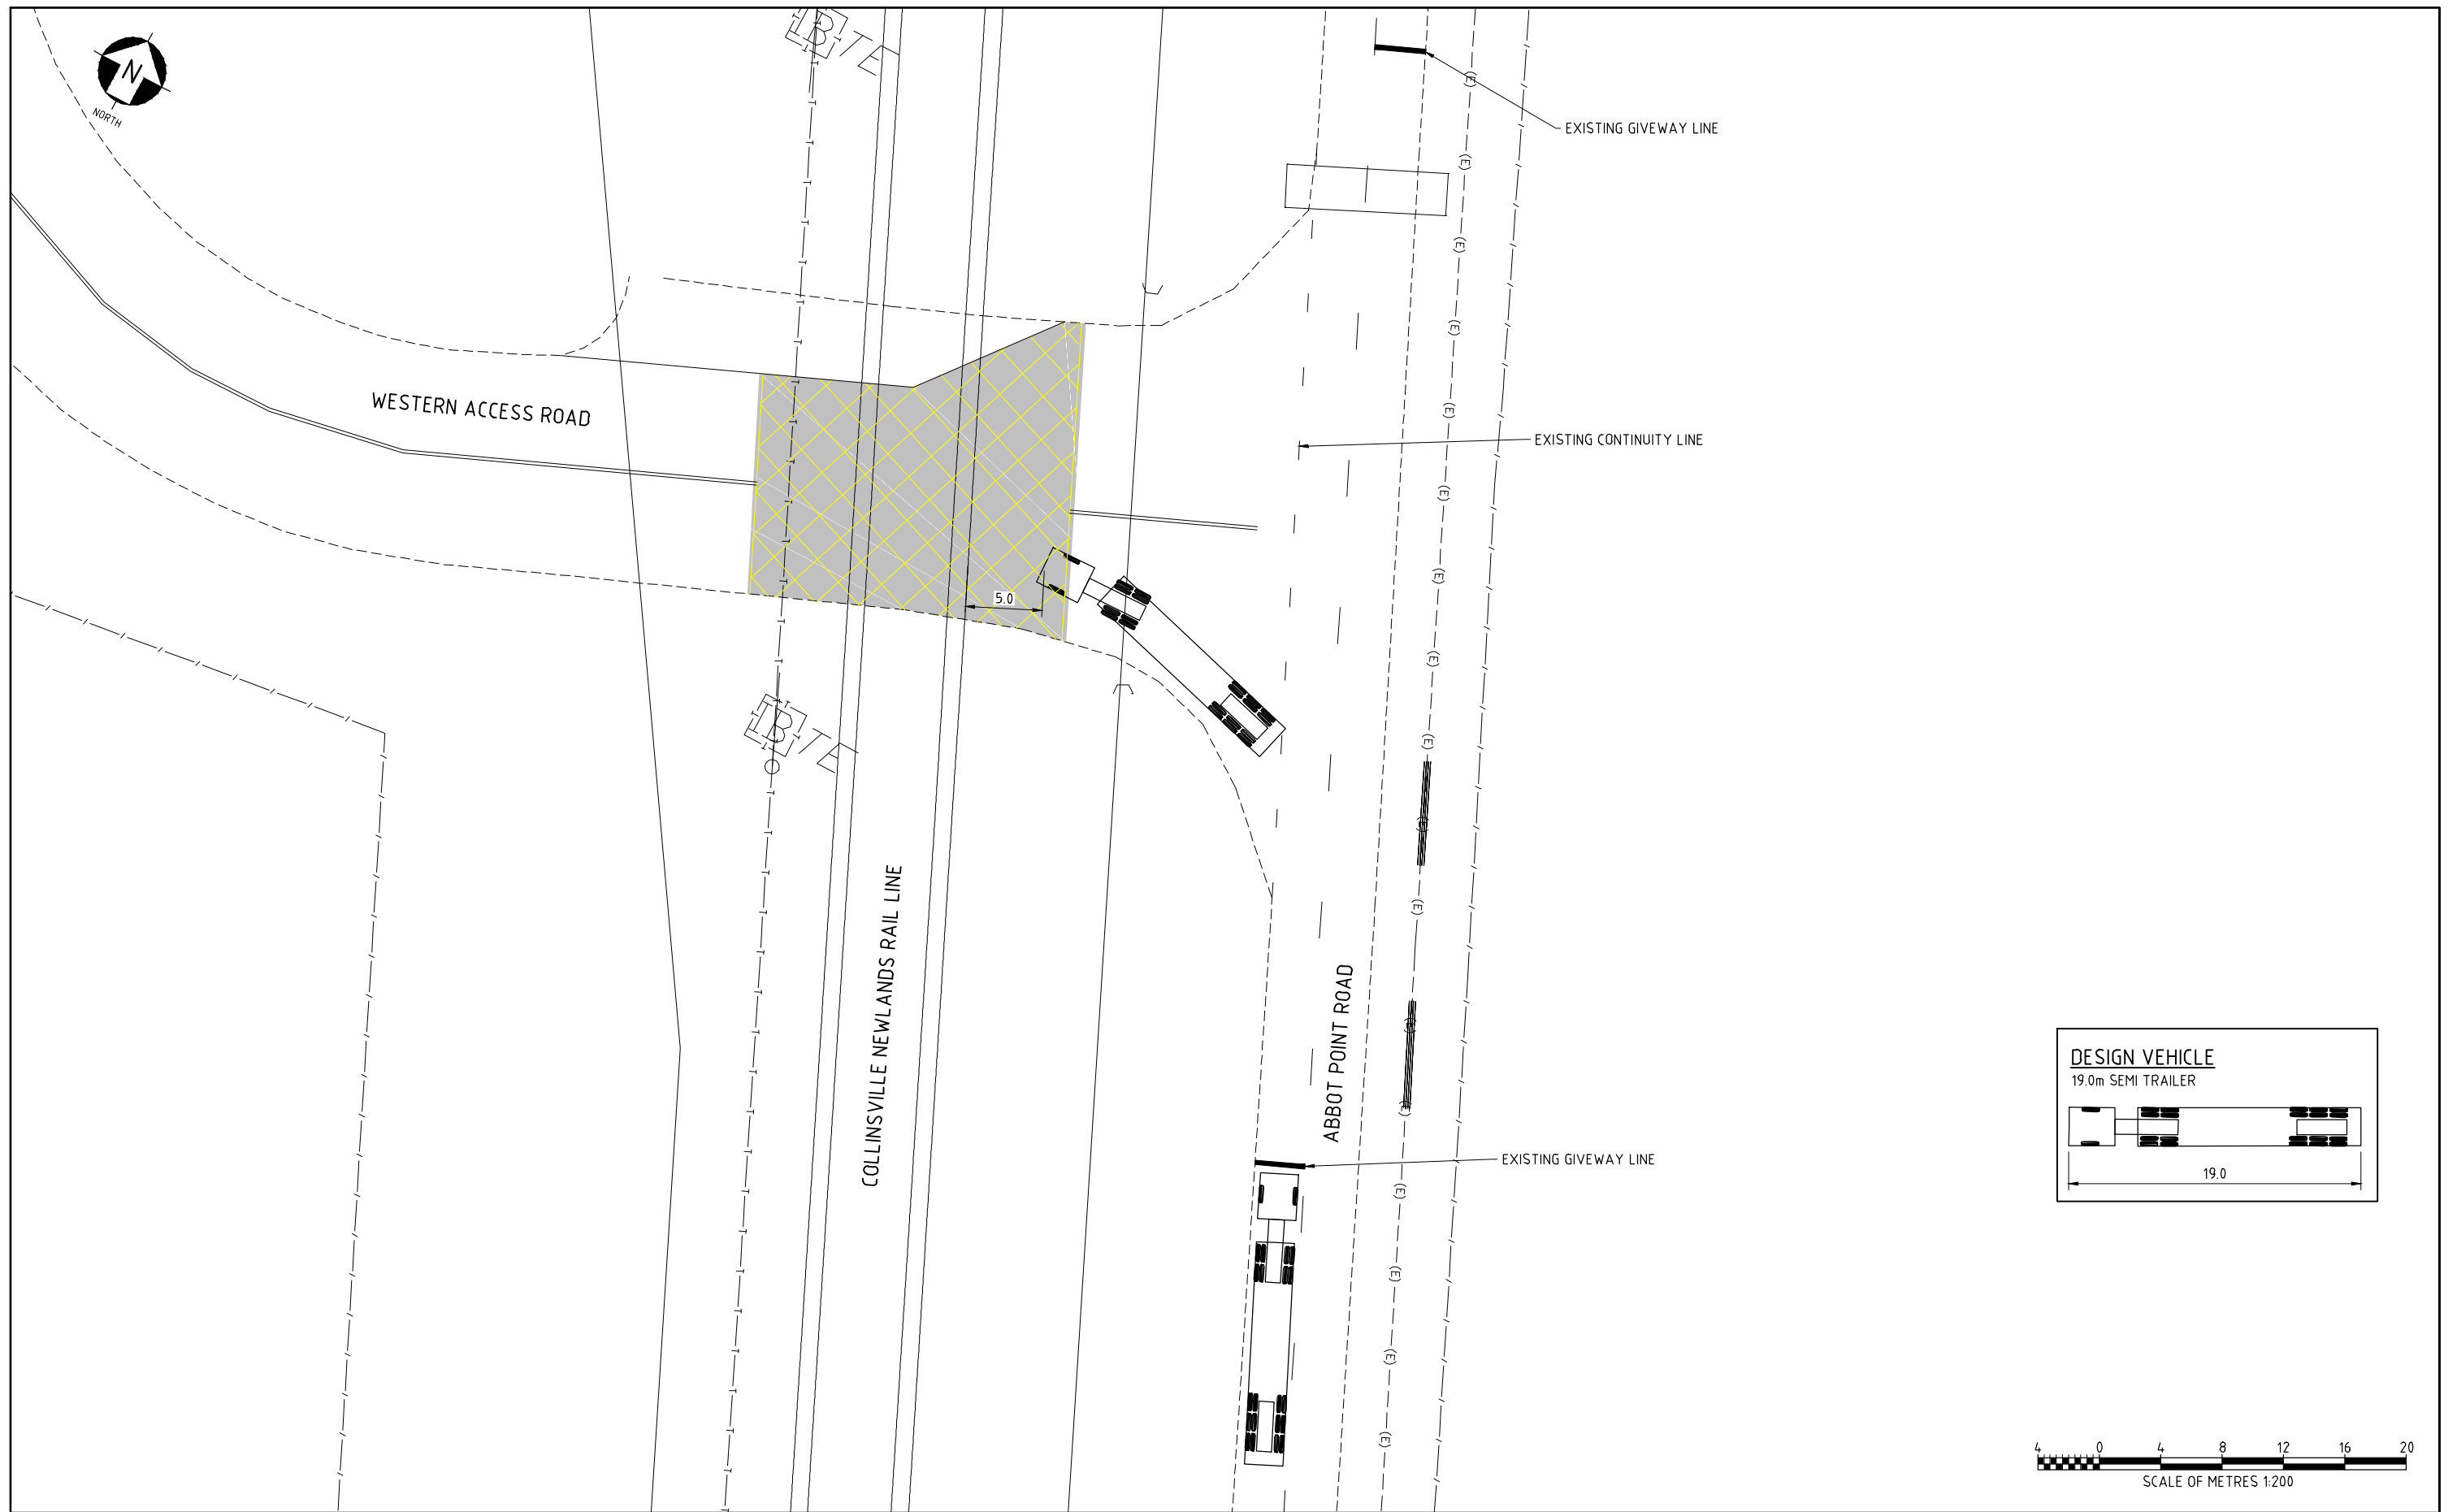 N
NORTH
B
EXISTING GIVEWAY LINE
WESTERN ACCESS ROAD
EXISTING CONTINUITY LINE
5.0
B
COLLINSVILLE NEWLANDS RAIL LINE
ABBOT POINT ROAD
EXISTING GIVEWAY LINE
DESIGN VEHICLE
19.0m SEMI TRAILER
19.0
4 0 4 8 12 16 20
SCALE OF METRES 1:200